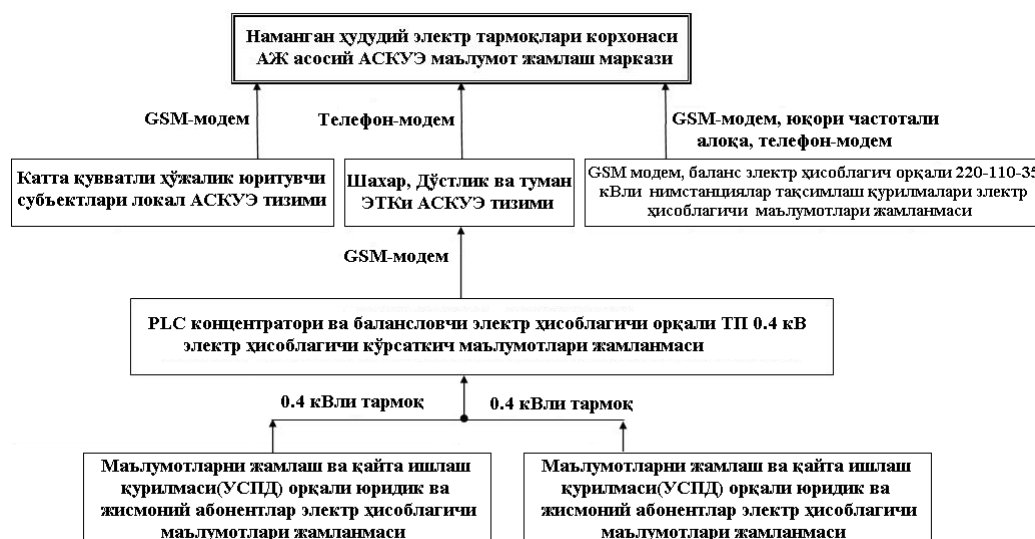 Наманган ҳудудий электр тармоқлари корхонаси
АЖ асосий АСКУЭ маълумот жамлаш маркази
GSM-модем
Телефон-модем
GSM-модем, юқори частотали
алоқа, телефон-модем
Катта қувватли ҳўжалик юритувчи
субъектлари локал АСКУЭ тизими
Шахар, Дўстлик ва туман
ЭТКи АСКУЭ тизими
GSM модем, баланс электр ҳисоблагич орқали 220-110-35
кВли нимстанциялар тақсимлаш қурилмалари электр
ҳисоблагичи маълумотлари жамланмаси
GSM-модем
PLC концентратори ва балансловчи электр ҳисоблагичи орқали ТП 0.4 кВ
электр ҳисоблагичи кўрсаткич маълумотлари жамланмаси
0.4 кВли тармоқ
0.4 кВли тармоқ
Маълумотларни жамлаш ва қайта ишлаш
қурилмаси(УСПД) орқали юридик ва
жисмоний абонентлар электр ҳисоблагичи
маълумотлари жамланмаси
Маълумотларни жамлаш ва қайта ишлаш
қурилмаси(УСПД) орқали юридик ва
жисмоний абонентлар электр ҳисоблагичи
маълумотлари жамланмаси